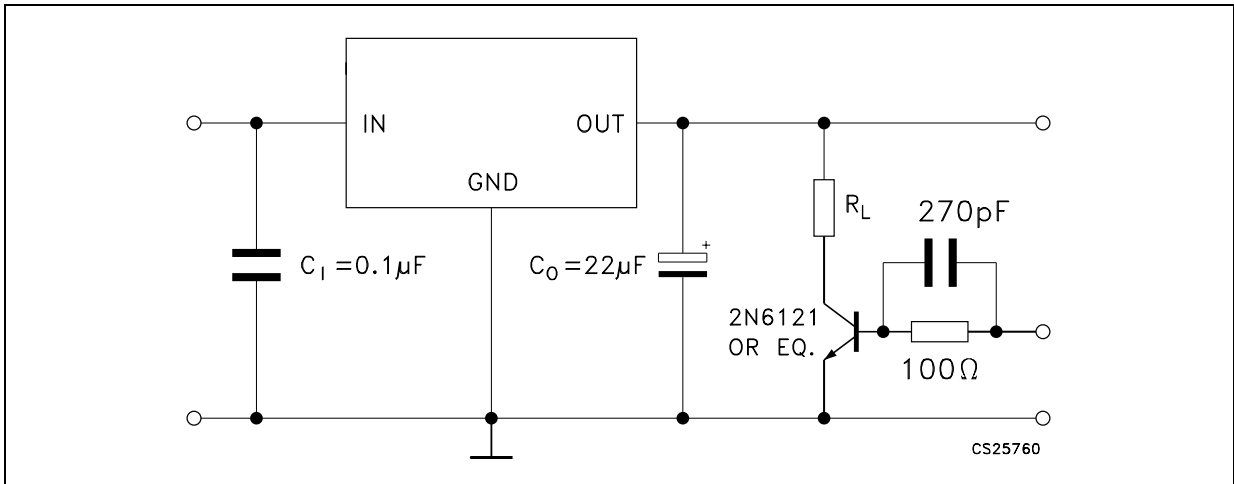 IN
OUT
GND
R_L
270pF
C_I =0.1µF
C_O =22µF
+
2N6121
OR EQ.
100Ω
CS25760